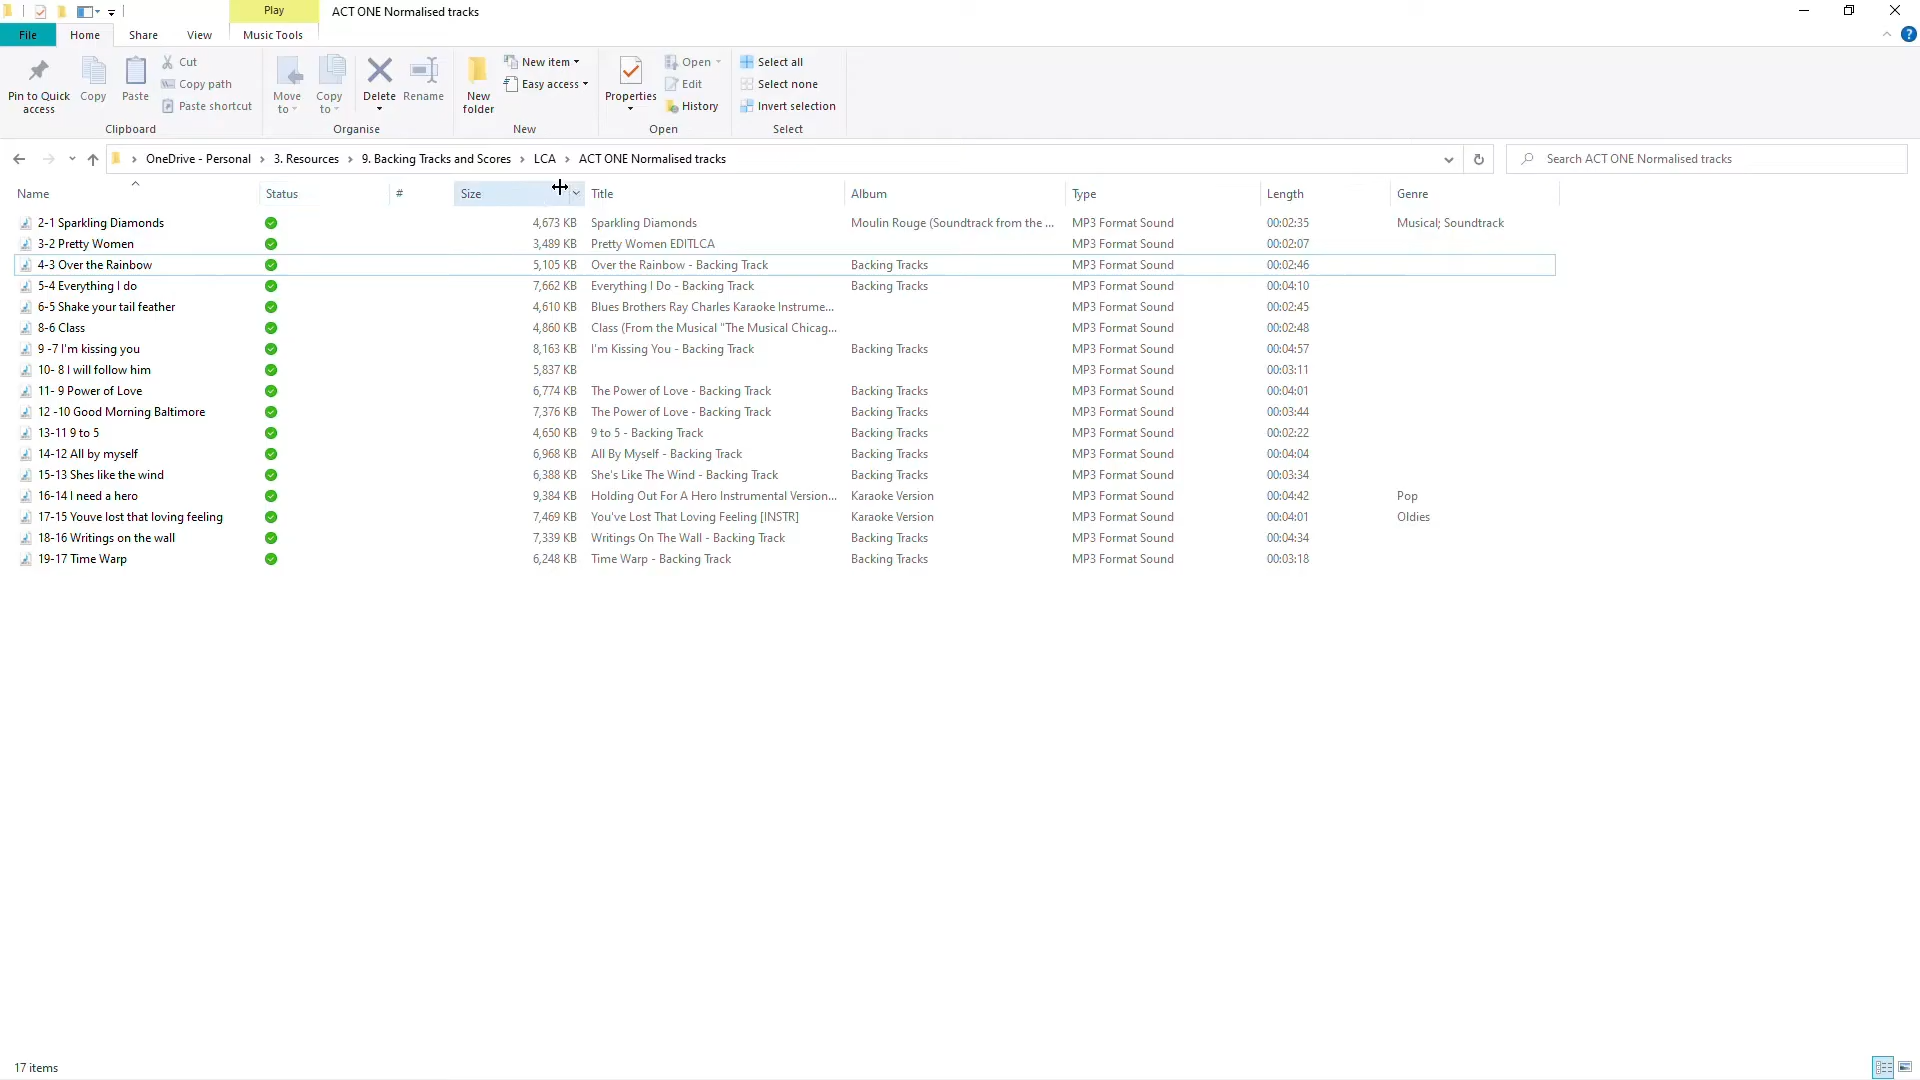 Play ACT ONE Normalised tracks
File Home Share View Music Tools
Pin to Quick access
Copy
Paste
Cut
Copy path
Paste shortcut
Clipboard
Move to
Copy to
Delete
Rename
Organise
New folder
New item
Easy access
New
Properties
Open
Edit
History
Open
Select all
Select none
Invert selection
Select
OneDrive - Personal 3. Resources 9. Backing Tracks and Scores LCA ACT ONE Normalised tracks Search ACT ONE Normalised tracks
Name Status # Size Title Album Type Length Genre
2-1 Sparkling Diamonds 4,673 KB Sparkling Diamonds Moulin Rouge (Soundtrack from the ... MP3 Format Sound 00:02:35 Musical; Soundtrack
3-2 Pretty Women 3,489 KB Pretty Women EDITLCA MP3 Format Sound 00:02:07
4-3 Over the Rainbow 5,105 KB Over the Rainbow - Backing Track Backing Tracks MP3 Format Sound 00:02:46
5-4 Everything I do 7,662 KB Everything I Do - Backing Track Backing Tracks MP3 Format Sound 00:04:10
6-5 Shake your tail feather 4,610 KB Blues Brothers Ray Charles Karaoke Instrume... MP3 Format Sound 00:02:45
8-6 Class 4,860 KB Class (From the Musical "The Musical Chicag... MP3 Format Sound 00:02:48
9 -7 I'm kissing you 8,163 KB I'm Kissing You - Backing Track Backing Tracks MP3 Format Sound 00:04:57
10- 8 I will follow him 5,837 KB MP3 Format Sound 00:03:11
11- 9 Power of Love 6,774 KB The Power of Love - Backing Track Backing Tracks MP3 Format Sound 00:04:01
12 -10 Good Morning Baltimore 7,376 KB The Power of Love - Backing Track Backing Tracks MP3 Format Sound 00:03:44
13-11 9 to 5 4,650 KB 9 to 5 - Backing Track Backing Tracks MP3 Format Sound 00:02:22
14-12 All by myself 6,968 KB All By Myself - Backing Track Backing Tracks MP3 Format Sound 00:04:04
15-13 Shes like the wind 6,388 KB She's Like The Wind - Backing Track Backing Tracks MP3 Format Sound 00:03:34
16-14 I need a hero 9,384 KB Holding Out For A Hero Instrumental Version... Karaoke Version MP3 Format Sound 00:04:42 Pop
17-15 Youve lost that loving feeling 7,469 KB You've Lost That Loving Feeling [INSTR] Karaoke Version MP3 Format Sound 00:04:01 Oldies
18-16 Writings on the wall 7,339 KB Writings On The Wall - Backing Track Backing Tracks MP3 Format Sound 00:04:34
19-17 Time Warp 6,248 KB Time Warp - Backing Track Backing Tracks MP3 Format Sound 00:03:18
17 items